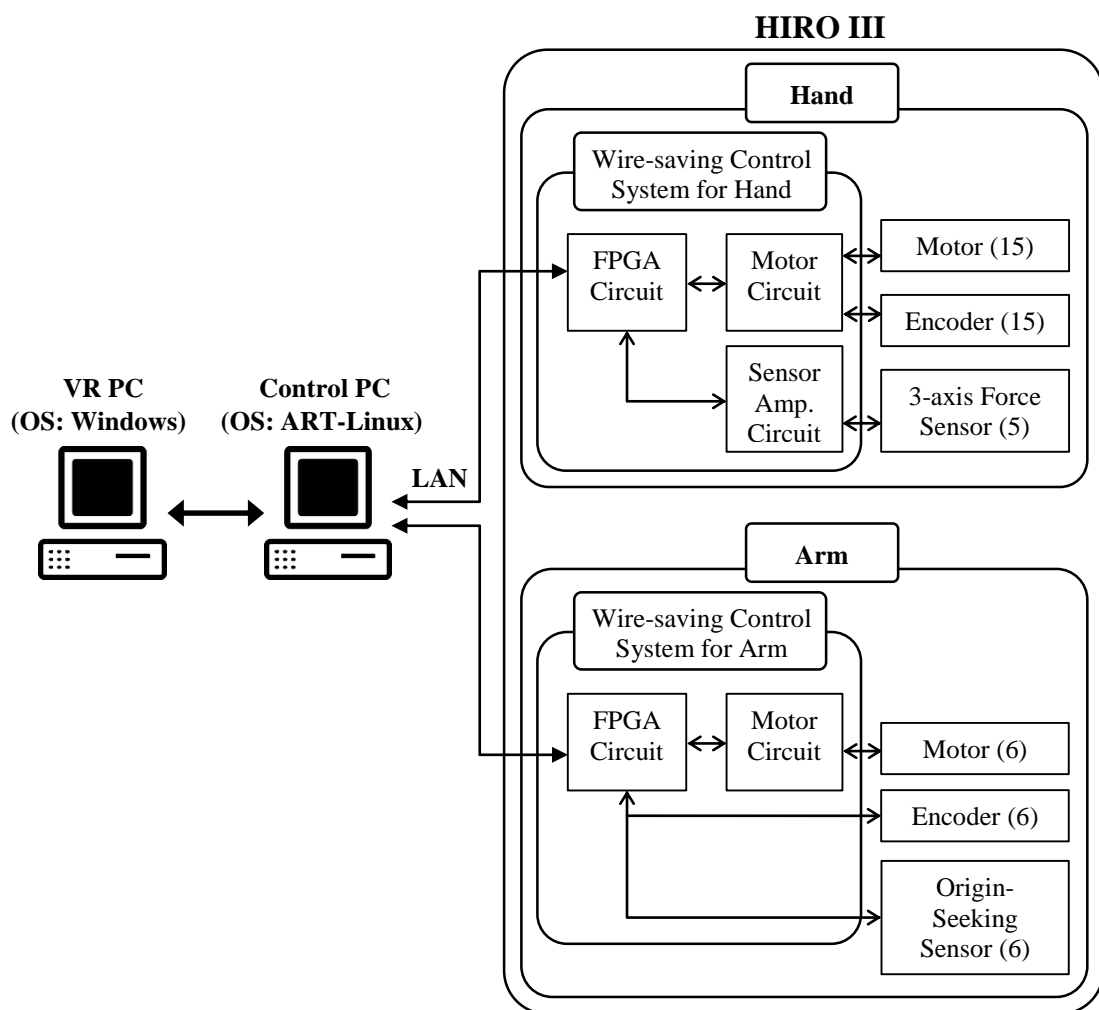 HIRO III
Hand
Wire-saving Control
System for Hand
FPGA
Circuit
Motor
Circuit
Motor (15)
Encoder (15)
Sensor
Amp.
Circuit
3-axis Force
Sensor (5)
VR PC
(OS: Windows)
Control PC
(OS: ART-Linux)
LAN
Arm
Wire-saving Control
System for Arm
FPGA
Circuit
Motor
Circuit
Motor (6)
Encoder (6)
Origin-
Seeking
Sensor (6)